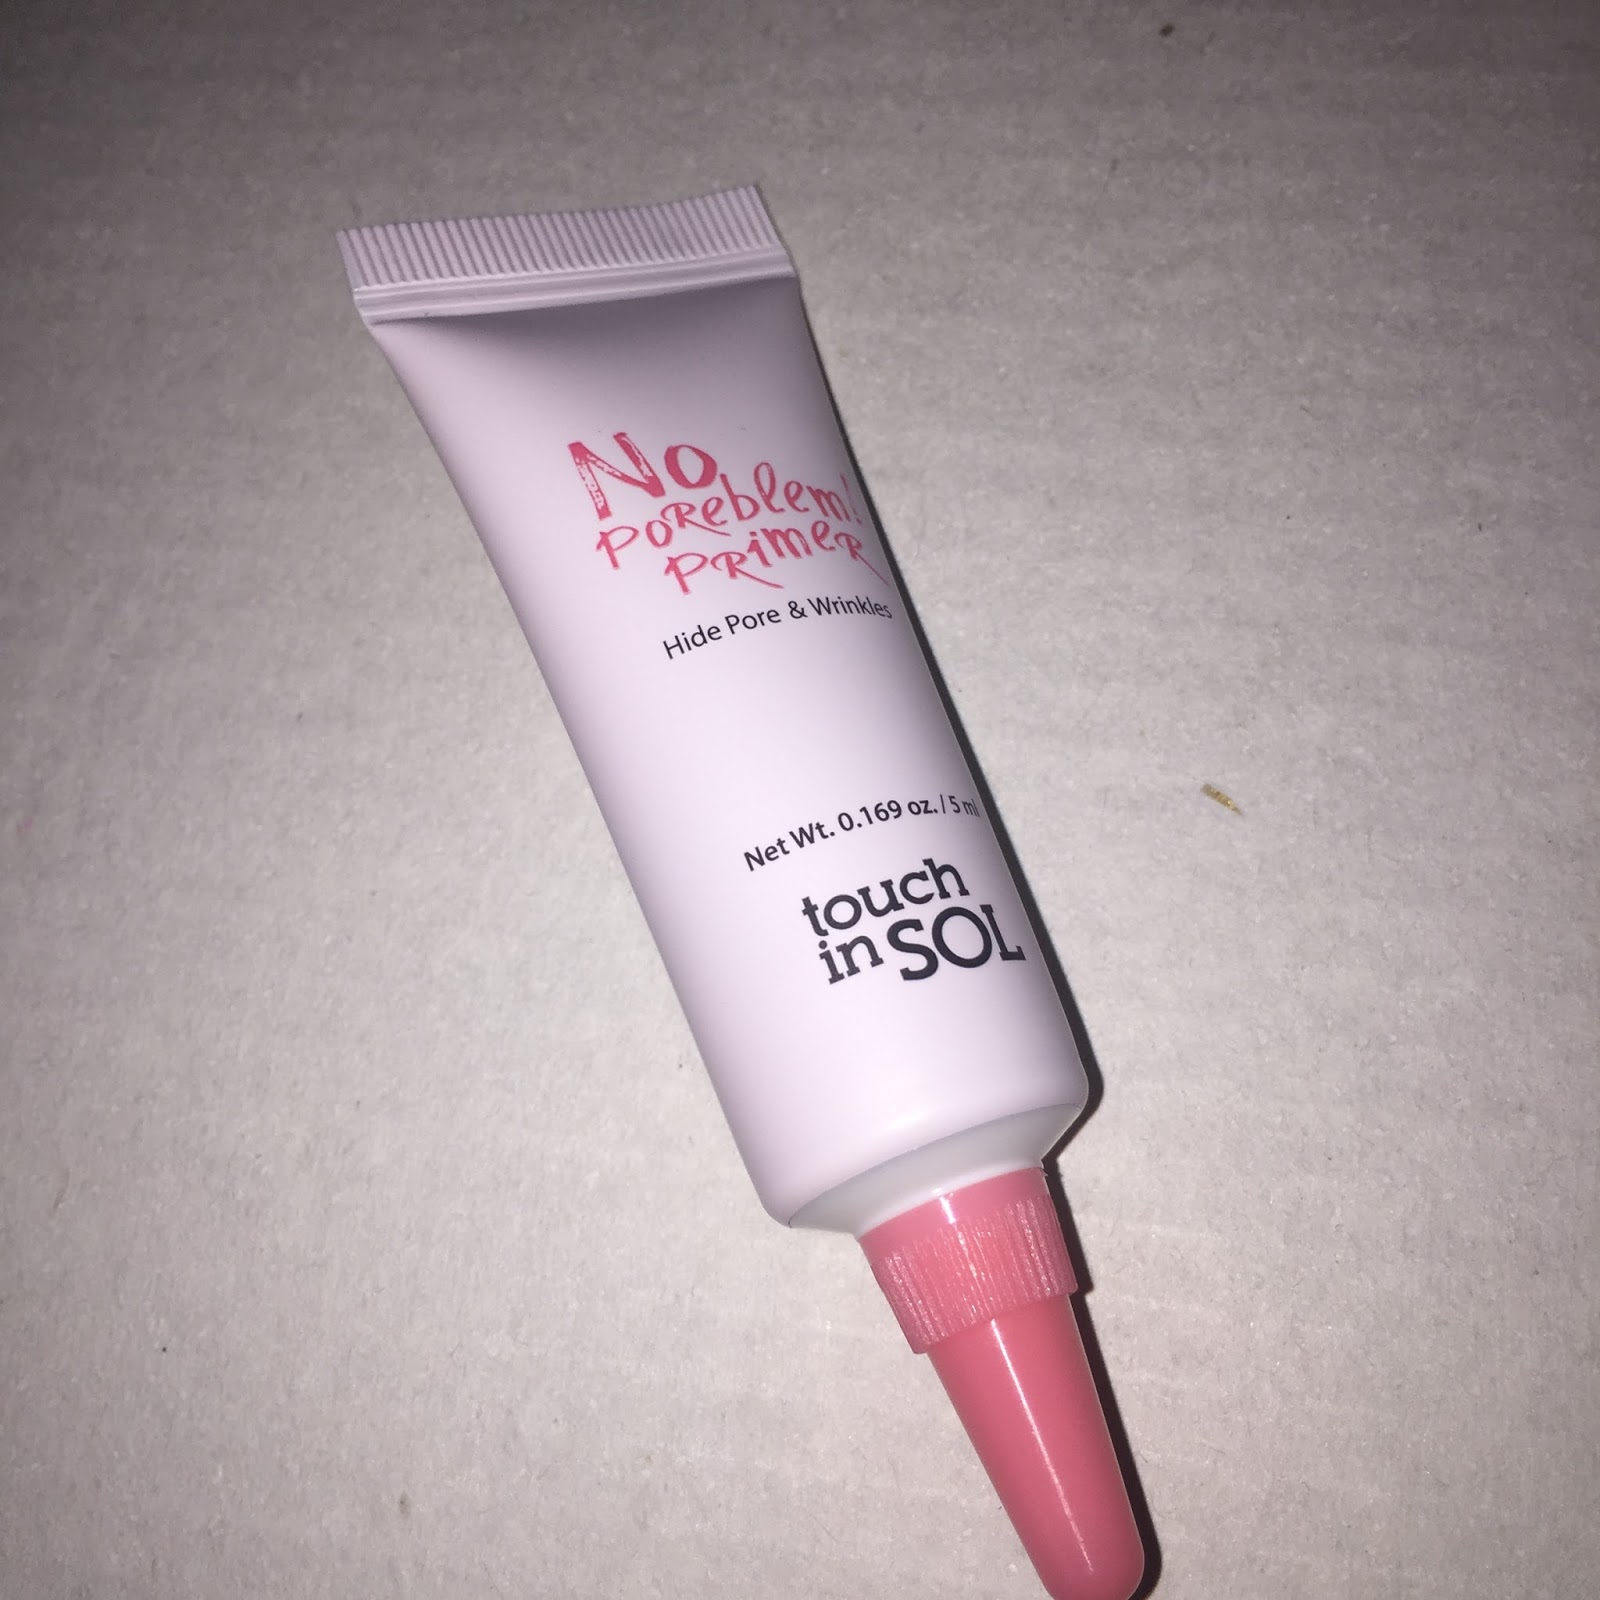 No
Poreblem!
Primer
Hide Pore & Wrinkles
Net Wt. 0.169 oz. / 5 ml
touch
in SOL